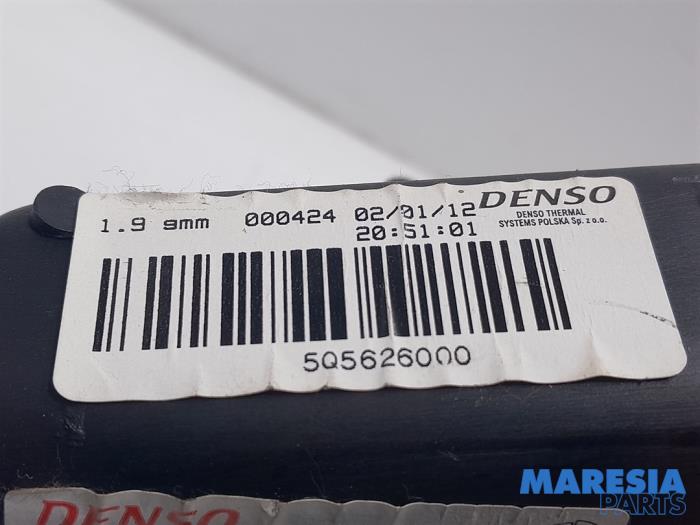 1.9 gmm 000424 02/01/12 DENSO
20:51:01
DENSO THERMAL
SYSTEMS POLSKA Sp. z o.o.
5Q5626000
DENSO
MARESIA
PARTS